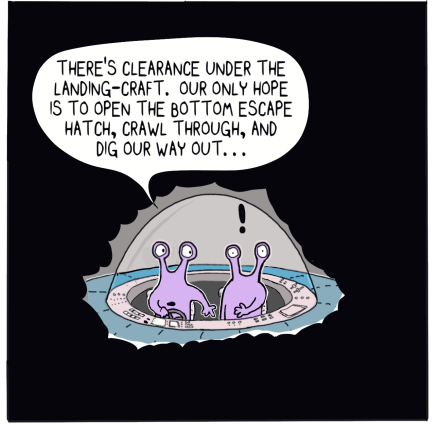 THERE'S CLEARANCE UNDER THE
LANDING-CRAFT. OUR ONLY HOPE
IS TO OPEN THE BOTTOM ESCAPE
HATCH, CRAWL THROUGH, AND
DIG OUR WAY OUT...
!